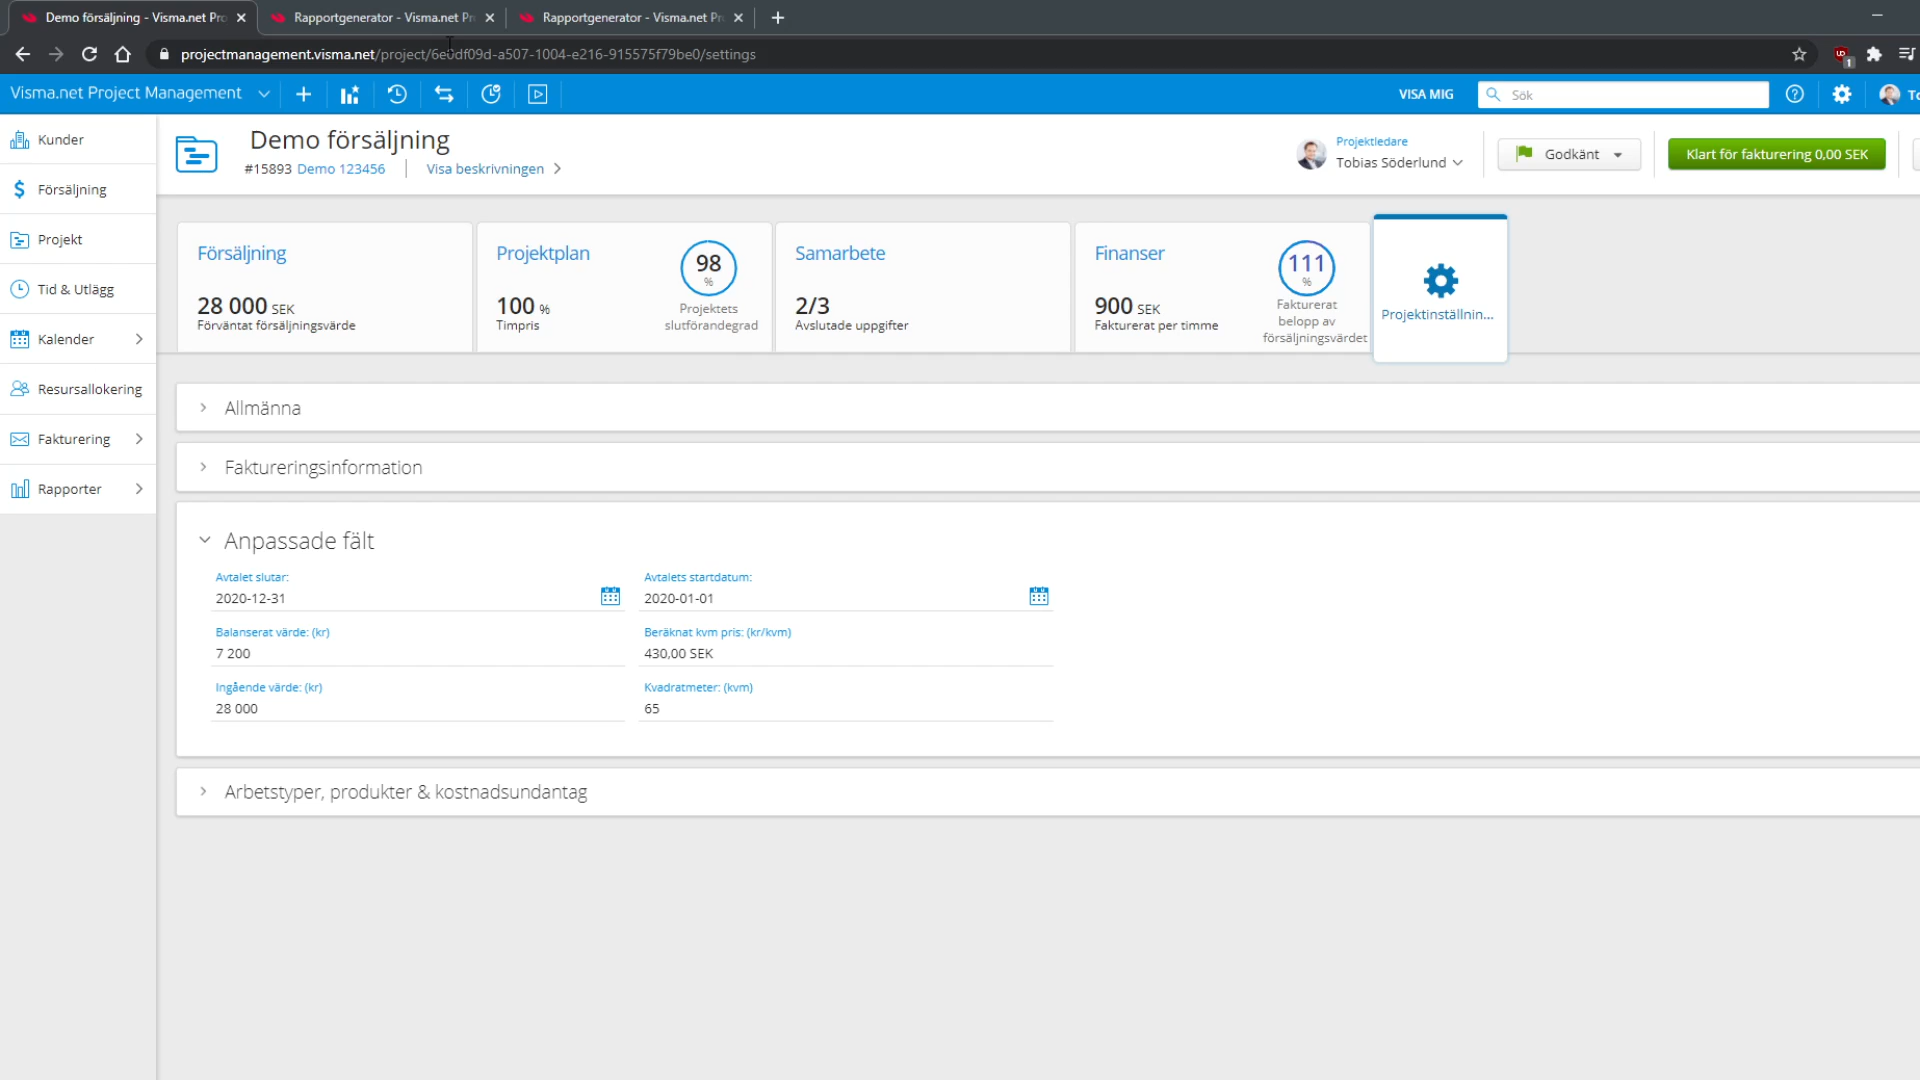 Demo försäljning - Visma.net Pro
Rapportgenerator - Visma.net Pr
Rapportgenerator - Visma.net Pr
projectmanagement.visma.net/project/6e0df09d-a507-1004-e216-915575f79be0/settings
1
Visma.net Project Management
VISA MIG
Sök
To
Kunder
Försäljning
Projekt
Tid & Utlägg
Kalender
Resursallokering
Fakturering
Rapporter
Demo försäljning
#15893 Demo 123456
Visa beskrivningen
Projektledare
Tobias Söderlund
Godkänt
Klart för fakturering 0,00 SEK
Försäljning
28 000 SEK
Förväntat försäljningsvärde
Projektplan
100 %
Timpris
98
%
Projektets
slutförandegrad
Samarbete
2/3
Avslutade uppgifter
Finanser
900 SEK
Fakturerat per timme
111
%
Fakturerat
belopp av
försäljningsvärdet
Projektinställnin...
Allmänna
Faktureringsinformation
Anpassade fält
Avtalet slutar:
2020-12-31
Avtalets startdatum:
2020-01-01
Balanserat värde: (kr)
7 200
Beräknat kvm pris: (kr/kvm)
430,00 SEK
Ingående värde: (kr)
28 000
Kvadratmeter: (kvm)
65
Arbetstyper, produkter & kostnadsundantag